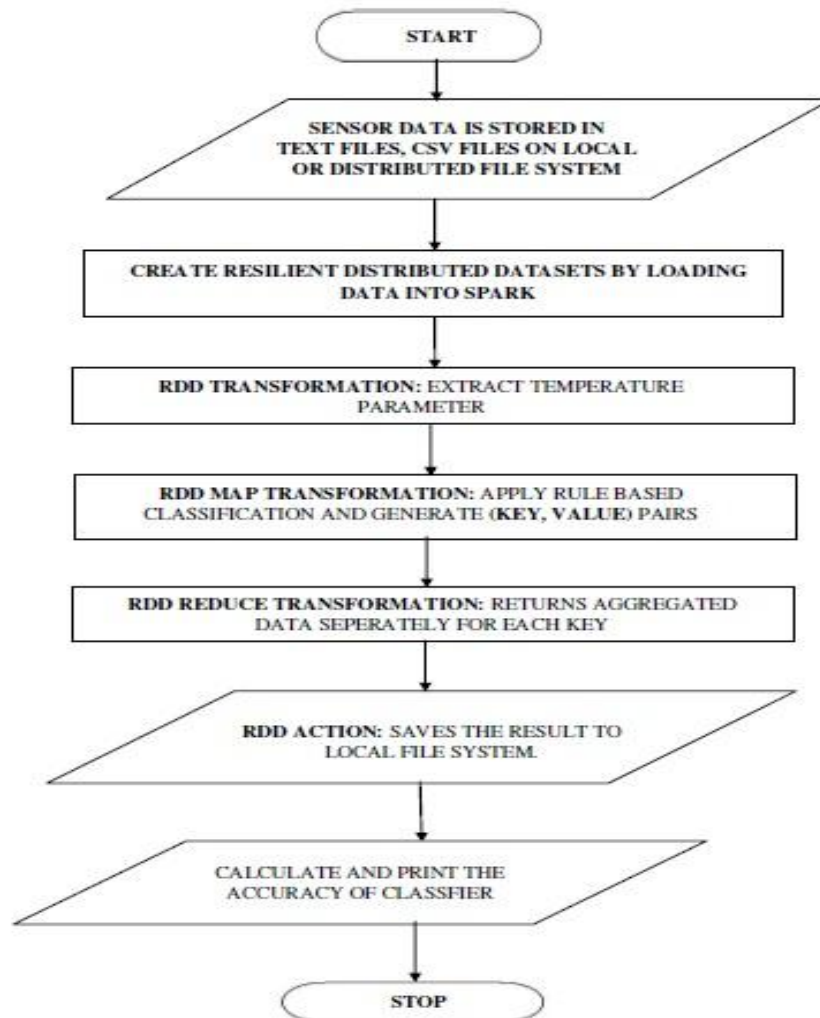 START
SENSOR DATA IS STORED IN
TEXT FILES, CSV FILES ON LOCAL
OR DISTRIBUTED FILE SYSTEM
CREATE RESILIENT DISTRIBUTED DATASETS BY LOADING
DATA INTO SPARK
RDD TRANSFORMATION: EXTRACT TEMPERATURE
PARAMETER
RDD MAP TRANSFORMATION: APPLY RULE BASED
CLASSIFICATION AND GENERATE (KEY, VALUE) PAIRS
RDD REDUCE TRANSFORMATION: RETURNS AGGREGATED
DATA SEPERATELY FOR EACH KEY
RDD ACTION: SAVES THE RESULT TO
LOCAL FILE SYSTEM.
CALCULATE AND PRINT THE
ACCURACY OF CLASSFIER
STOP